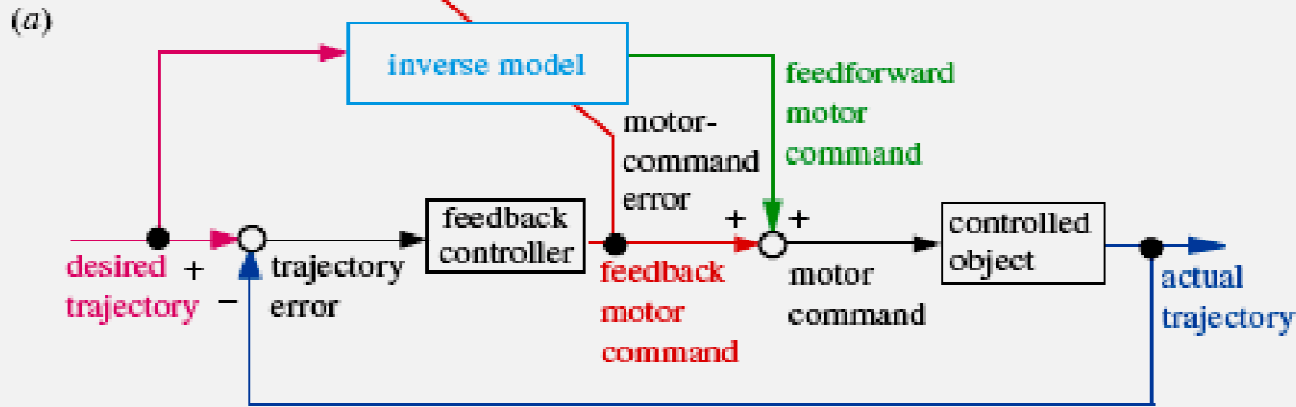 (a)
inverse model
feedforward
motor
command
motor-
command
error
feedback
controller
+
+
controlled
object
desired
trajectory
+
−
trajectory
error
feedback
motor
command
motor
command
actual
trajectory